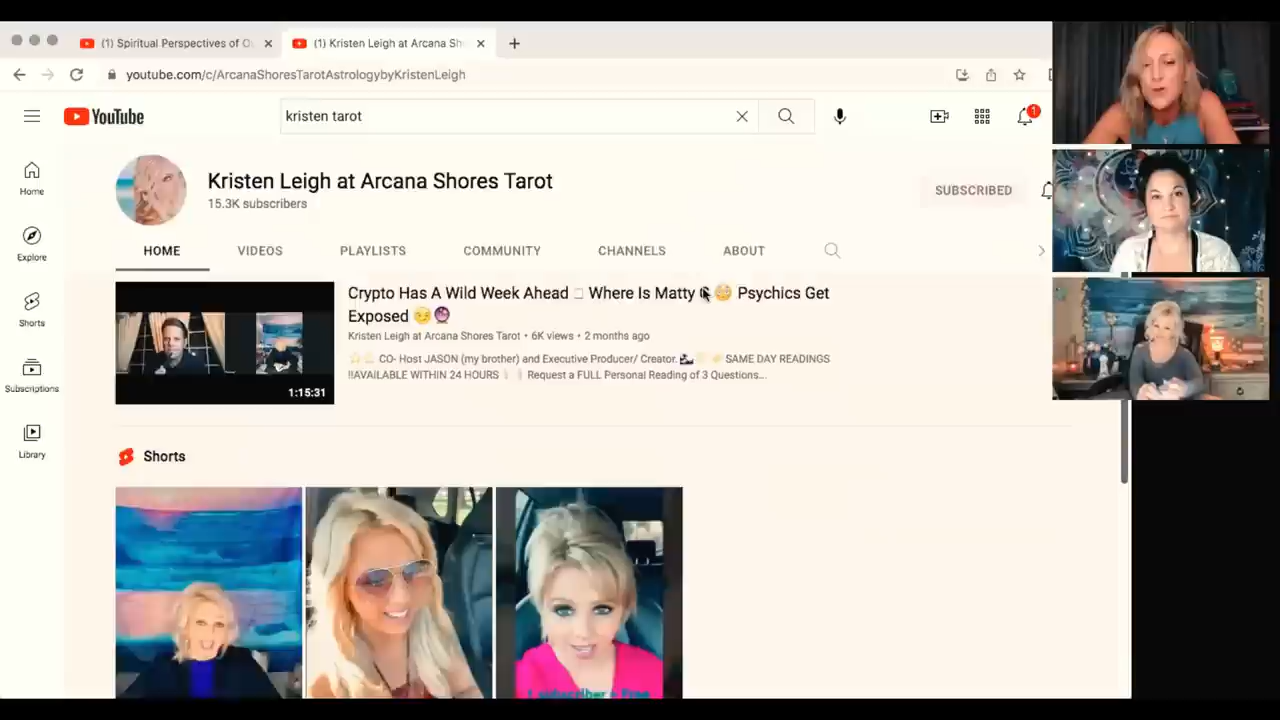 (1) Spiritual Perspectives of O
(1) Kristen Leigh at Arcana Sh
youtube.com/c/ArcanaShoresTarotAstrologybyKristenLeigh
YouTube
kristen tarot
1
Home
Explore
Shorts
Subscriptions
Library
Kristen Leigh at Arcana Shores Tarot
15.3K subscribers
SUBSCRIBED
HOME VIDEOS PLAYLISTS COMMUNITY CHANNELS ABOUT
1:15:31
Crypto Has A Wild Week Ahead Where Is Matty 😳 Psychics Get
Exposed 😏🔮
Kristen Leigh at Arcana Shores Tarot • 6K views • 2 months ago
CO- Host JASON (my brother) and Executive Producer/ Creator. SAME DAY READINGS
‼AVAILABLE WITHIN 24 HOURS Request a FULL Personal Reading of 3 Questions...
Shorts
1 subscriber = Free